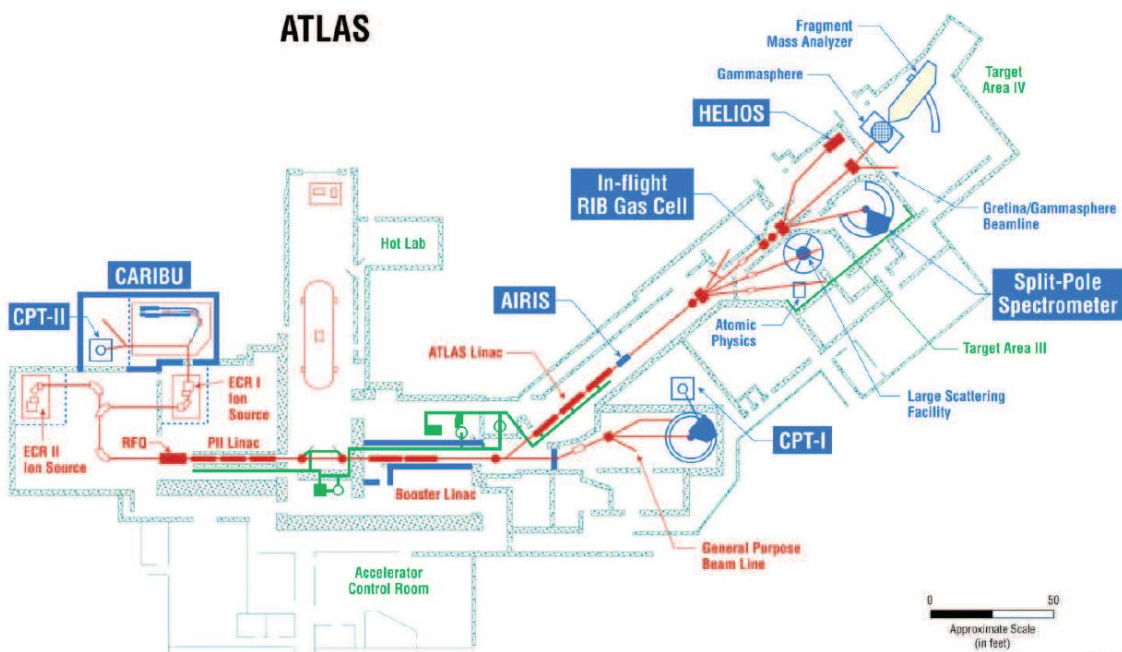 ATLAS
Fragment
Mass Analyzer
Gammasphere
Target
Area IV
HELIOS
In-flight
RIB Gas Cell
Gretina/Gammasphere
Beamline
Hot Lab
CARIBU
CPT-II
AIRIS
Split-Pole
Spectrometer
Atomic
Physics
ATLAS Linac
Target Area III
ECR I
Ion
Source
Large Scattering
Facility
CPT-I
RFQ
PII Linac
ECR II
Ion Source
Booster Linac
General Purpose
Beam Line
Accelerator
Control Room
0
50
Approximate Scale
(in feet)